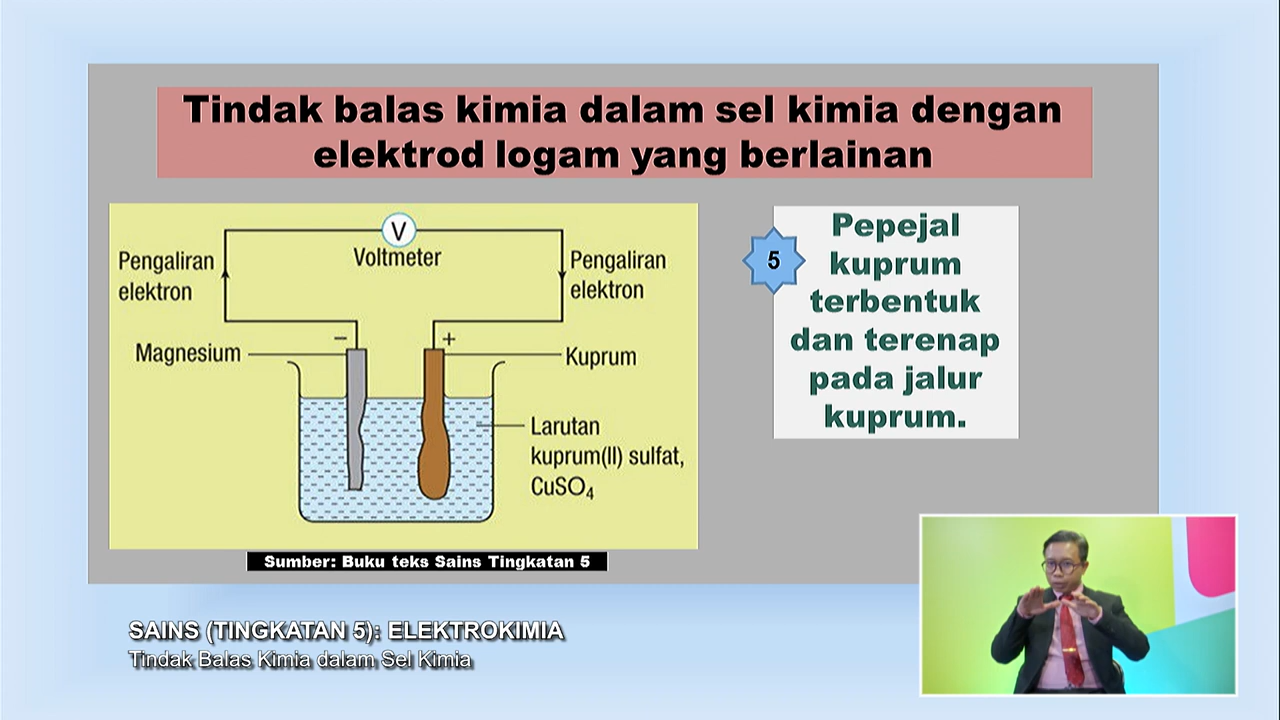 Tindak balas kimia dalam sel kimia dengan
elektrod logam yang berlainan
V
Voltmeter
Pengaliran
elektron
Pengaliran
elektron
−
+
Magnesium
Kuprum
Larutan
kuprum(II) sulfat,
CuSO₄
Sumber: Buku teks Sains Tingkatan 5
5
Pepejal
kuprum
terbentuk
dan terenap
pada jalur
kuprum.
SAINS (TINGKATAN 5): ELEKTROKIMIA
Tindak Balas Kimia dalam Sel Kimia